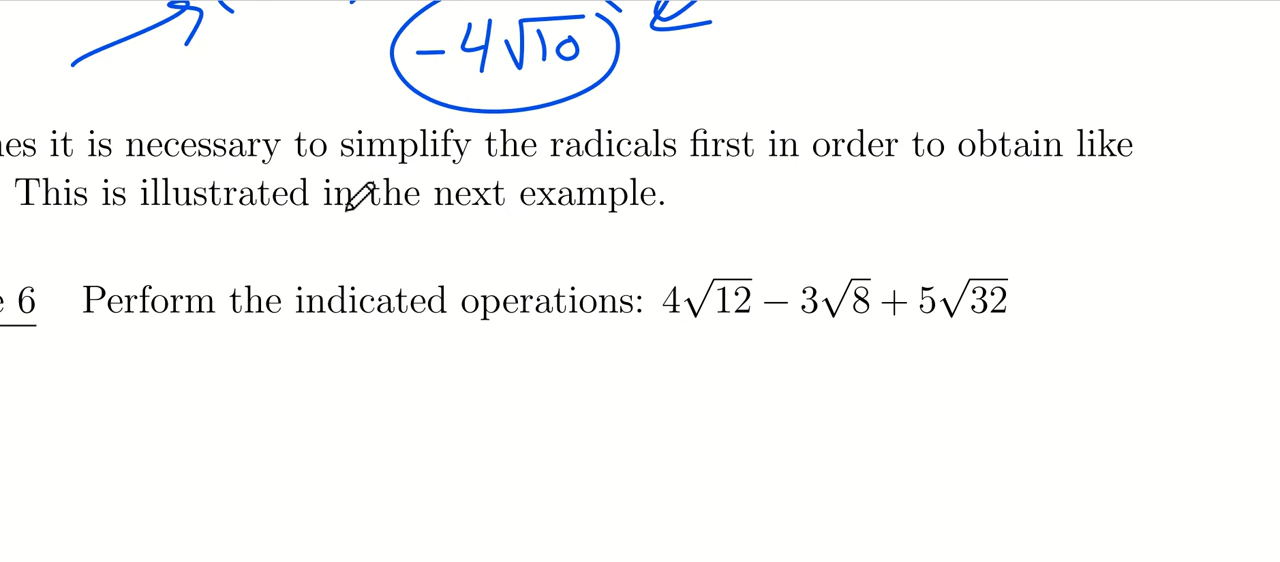 -4√10
it is necessary to simplify the radicals first in order to obtain like
This is illustrated in the next example.
6 Perform the indicated operations: 4√12 − 3√8 + 5√32